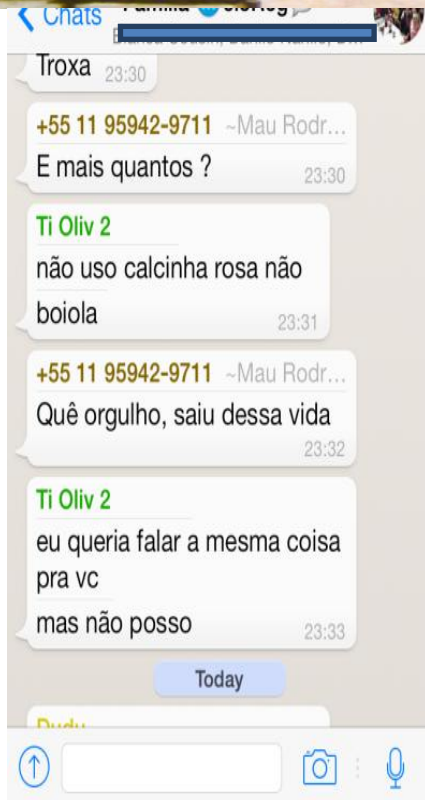 Chats
Troxa 23:30
+55 11 95942-9711 ~Mau Rodr...
E mais quantos ? 23:30
Ti Oliv 2
não uso calcinha rosa não
boiola 23:31
+55 11 95942-9711 ~Mau Rodr...
Quê orgulho, saiu dessa vida
23:32
Ti Oliv 2
eu queria falar a mesma coisa
pra vc
mas não posso 23:33
Today
Dudu